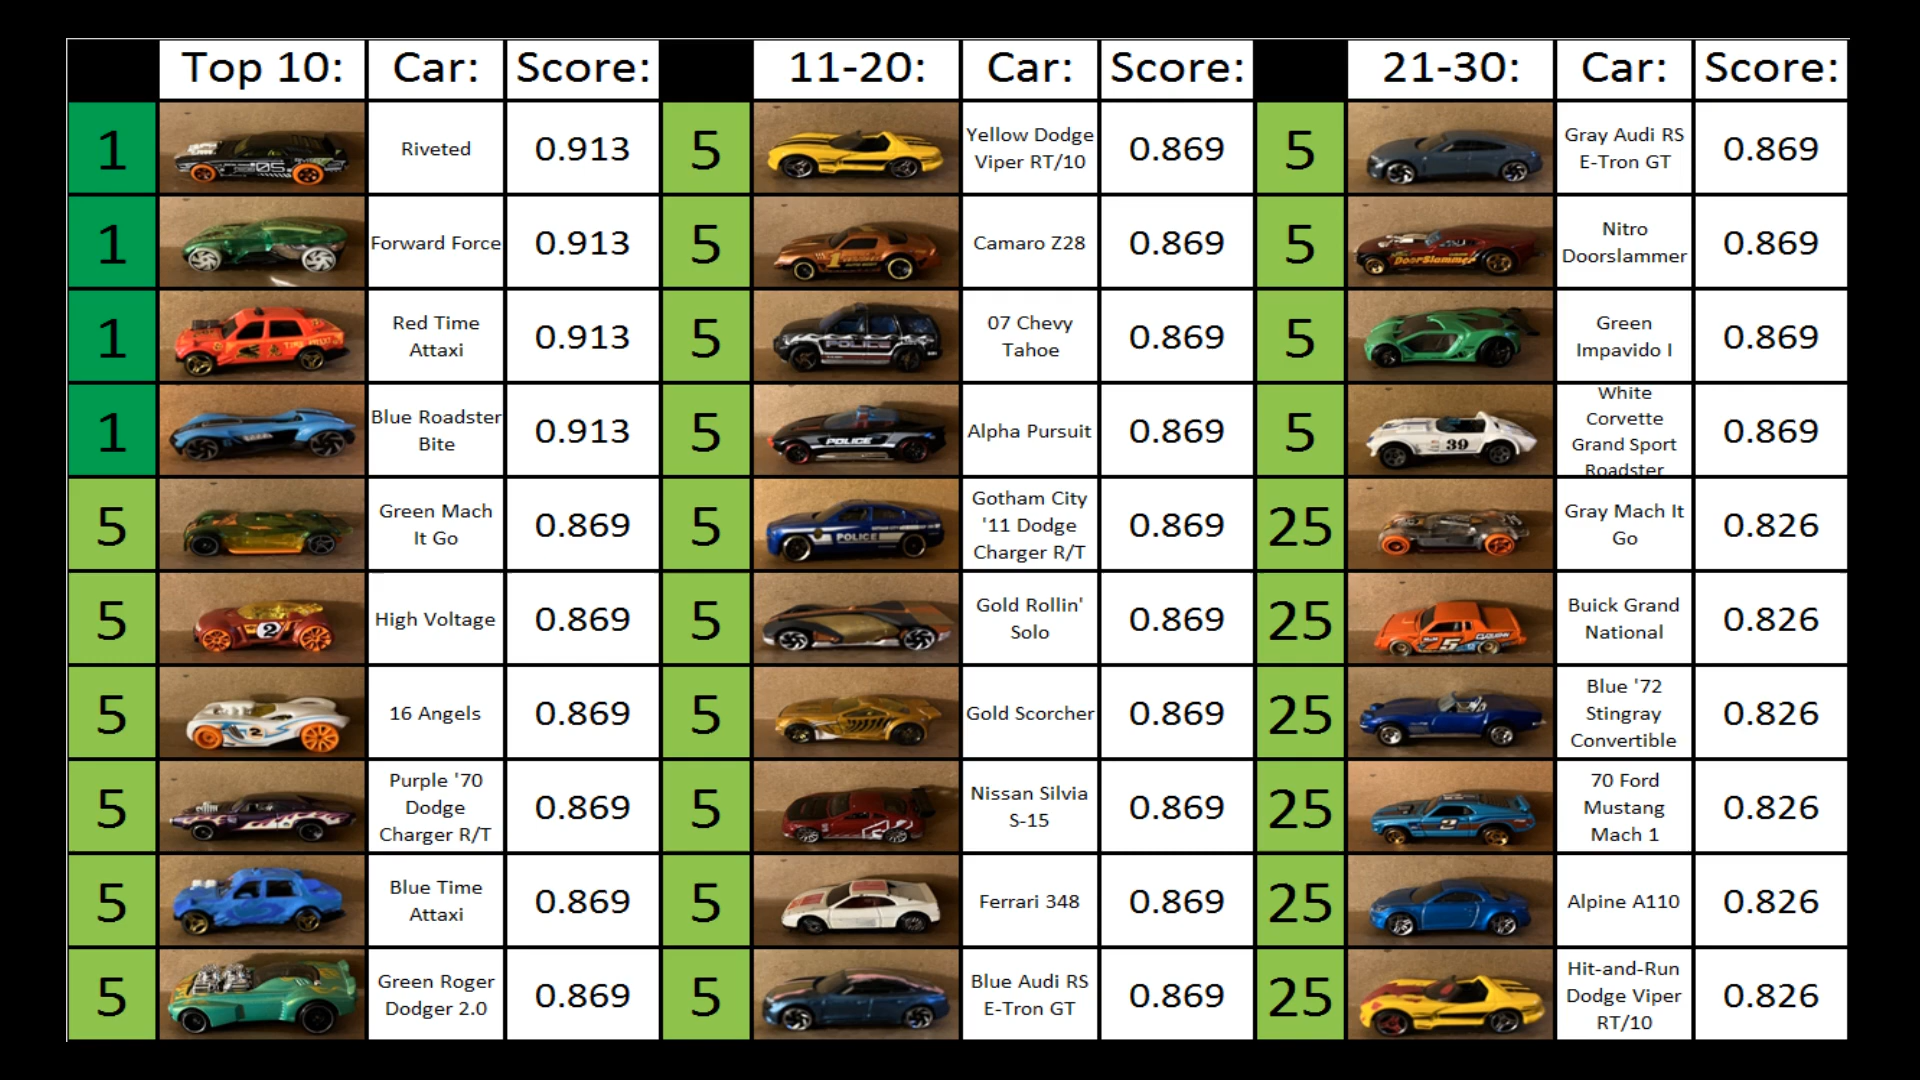 Top 10: Car: Score: 11-20: Car: Score: 21-30: Car: Score:
1 Riveted 0.913 5 Yellow Dodge Viper RT/10 0.869 5 Gray Audi RS E-Tron GT 0.869
1 Forward Force 0.913 5 Camaro Z28 0.869 5 DoorSlammer Nitro Doorslammer 0.869
1 Red Time Attaxi 0.913 5 POLICE 07 Chevy Tahoe 0.869 5 Green Impavido I 0.869
1 Blue Roadster Bite 0.913 5 POLICE Alpha Pursuit 0.869 5 39 White Corvette Grand Sport Roadster 0.869
5 Green Mach It Go 0.869 5 POLICE Gotham City '11 Dodge Charger R/T 0.869 25 Gray Mach It Go 0.826
5 2 High Voltage 0.869 5 Gold Rollin' Solo 0.869 25 5 Buick Grand National 0.826
5 2 16 Angels 0.869 5 Gold Scorcher 0.869 25 Blue '72 Stingray Convertible 0.826
5 Purple '70 Dodge Charger R/T 0.869 5 Nissan Silvia S-15 0.869 25 2 70 Ford Mustang Mach 1 0.826
5 Blue Time Attaxi 0.869 5 Ferrari 348 0.869 25 Alpine A110 0.826
5 Green Roger Dodger 2.0 0.869 5 Blue Audi RS E-Tron GT 0.869 25 Hit-and-Run Dodge Viper RT/10 0.826